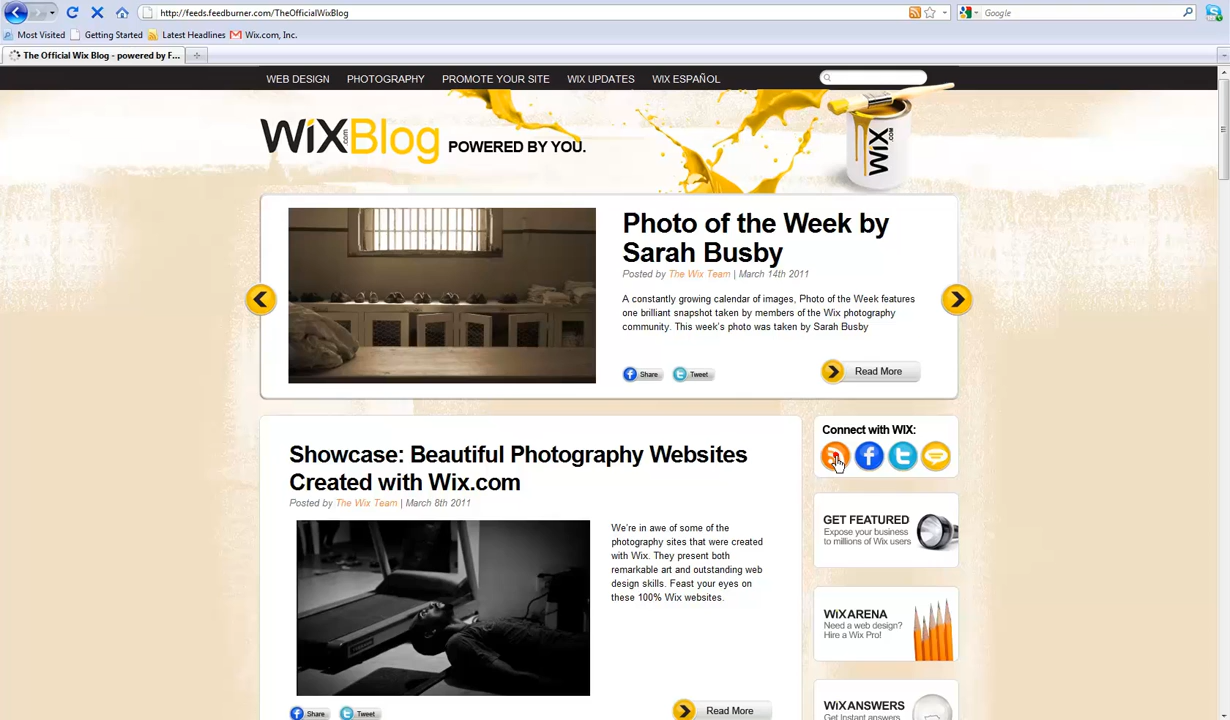 http://feeds.feedburner.com/TheOfficialWixBlog
Google
Most Visited
Getting Started
Latest Headlines
Wix.com, Inc.
The Official Wix Blog - powered by F...
WEB DESIGN
PHOTOGRAPHY
PROMOTE YOUR SITE
WIX UPDATES
WIX ESPAÑOL
WiX.com Blog POWERED BY YOU.
WiX.com
Photo of the Week by
Sarah Busby
Posted by The Wix Team | March 14th 2011
A constantly growing calendar of images, Photo of the Week features
one brilliant snapshot taken by members of the Wix photography
community. This week's photo was taken by Sarah Busby
Share
Tweet
Read More
Showcase: Beautiful Photography Websites
Created with Wix.com
Posted by The Wix Team | March 8th 2011
We're in awe of some of the
photography sites that were created
with Wix. They present both
remarkable art and outstanding web
design skills. Feast your eyes on
these 100% Wix websites.
Share
Tweet
Read More
Connect with WIX:
GET FEATURED
Expose your business
to millions of Wix users
WiXARENA
Need a web design?
Hire a Wix Pro!
WiXANSWERS
Get Instant answers